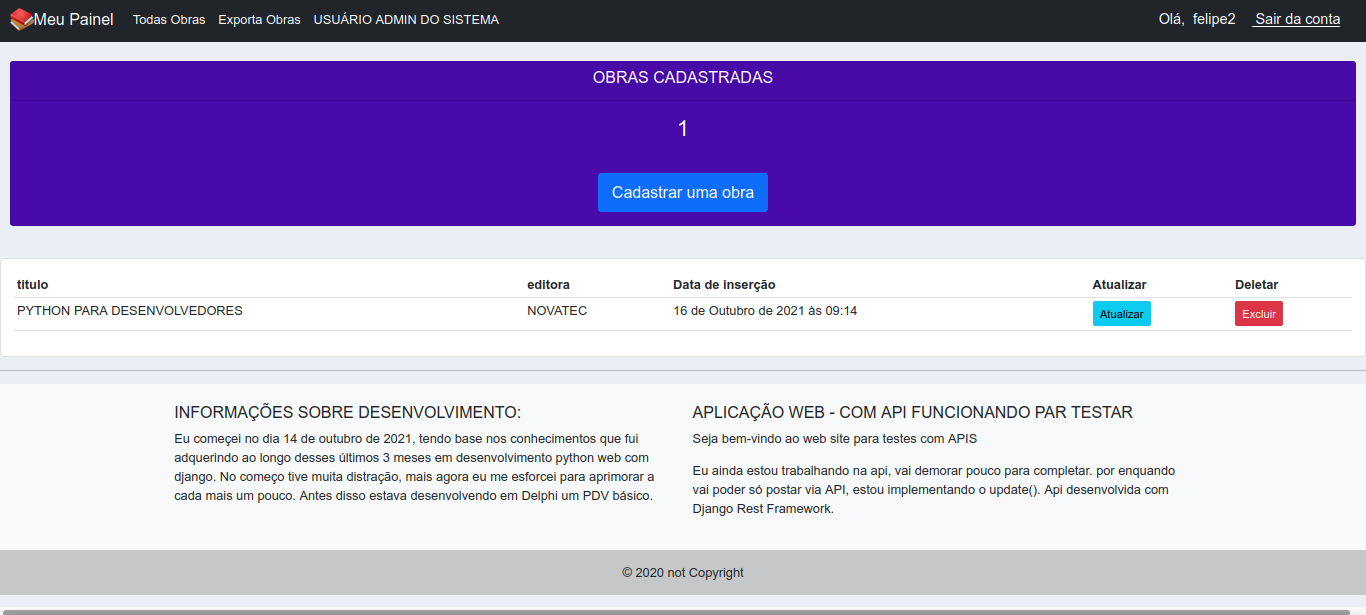 Meu Painel Todas Obras Exporta Obras USUÁRIO ADMIN DO SISTEMA Olá, felipe2 Sair da conta
OBRAS CADASTRADAS
1
Cadastrar uma obra
titulo editora Data de inserção Atualizar Deletar
PYTHON PARA DESENVOLVEDORES NOVATEC 16 de Outubro de 2021 às 09:14 Atualizar Excluir
INFORMAÇÕES SOBRE DESENVOLVIMENTO:
Eu começei no dia 14 de outubro de 2021, tendo base nos conhecimentos que fui
adquerindo ao longo desses últimos 3 meses em desenvolvimento python web com
django. No começo tive muita distração, mais agora eu me esforcei para aprimorar a
cada mais um pouco. Antes disso estava desenvolvendo em Delphi um PDV básico.
APLICAÇÃO WEB - COM API FUNCIONANDO PAR TESTAR
Seja bem-vindo ao web site para testes com APIS
Eu ainda estou trabalhando na api, vai demorar pouco para completar. por enquando
vai poder só postar via API, estou implementando o update(). Api desenvolvida com
Django Rest Framework.
© 2020 not Copyright